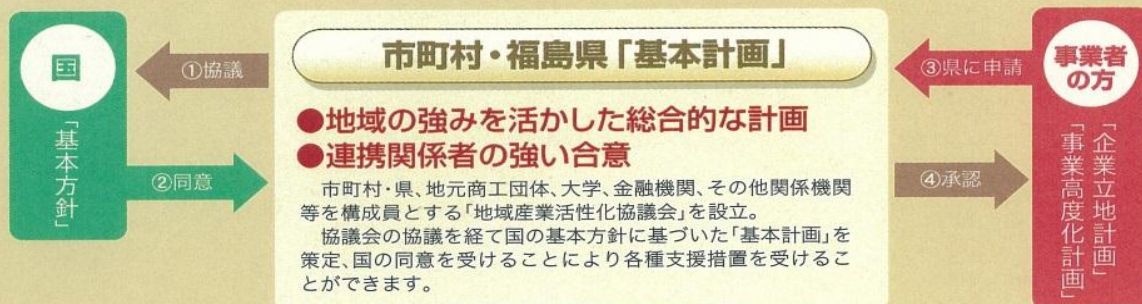 国
「基本方針」
①協議
②同意
市町村・福島県「基本計画」
●地域の強みを活かした総合的な計画
●連携関係者の強い合意
　市町村・県、地元商工団体、大学、金融機関、その他関係機関
等を構成員とする「地域産業活性化協議会」を設立。
　協議会の協議を経て国の基本方針に基づいた「基本計画」を
策定、国の同意を受けることにより各種支援措置を受けるこ
とができます。
③県に申請
④承認
事業者
の方
「企業立地計画」
「事業高度化計画」